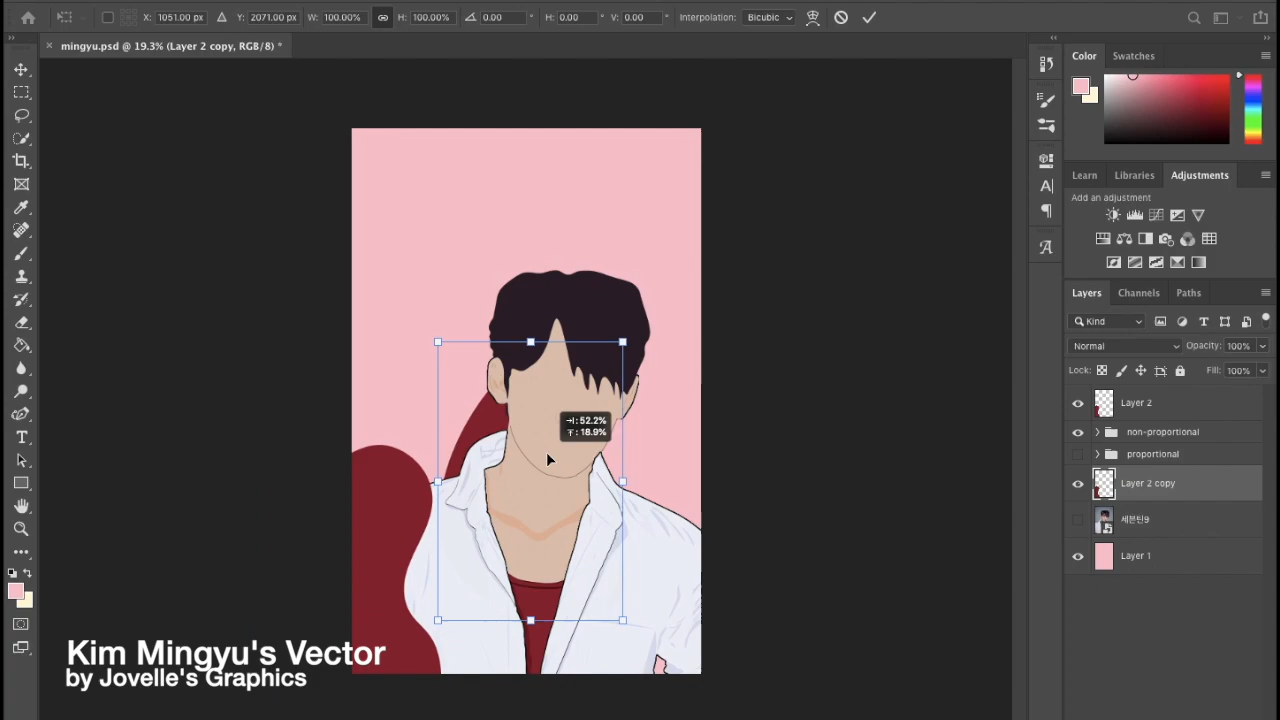 X: 1051.00 px Δ Y: 2071.00 px W: 100.00% H: 100.00% 0.00 ° H: 0.00 ° V: 0.00 ° Interpolation: Bicubic
× mingyu.psd @ 19.3% (Layer 2 copy, RGB/8) *
Color Swatches
Learn Libraries Adjustments
Add an adjustment
Layers Channels Paths
Kind
Normal Opacity: 100%
Lock: Fill: 100%
Layer 2
non-proportional
proportional
Layer 2 copy
세븐틴9
Layer 1
: 52.2%
: 18.9%
Kim Mingyu's Vector
by Jovelle's Graphics